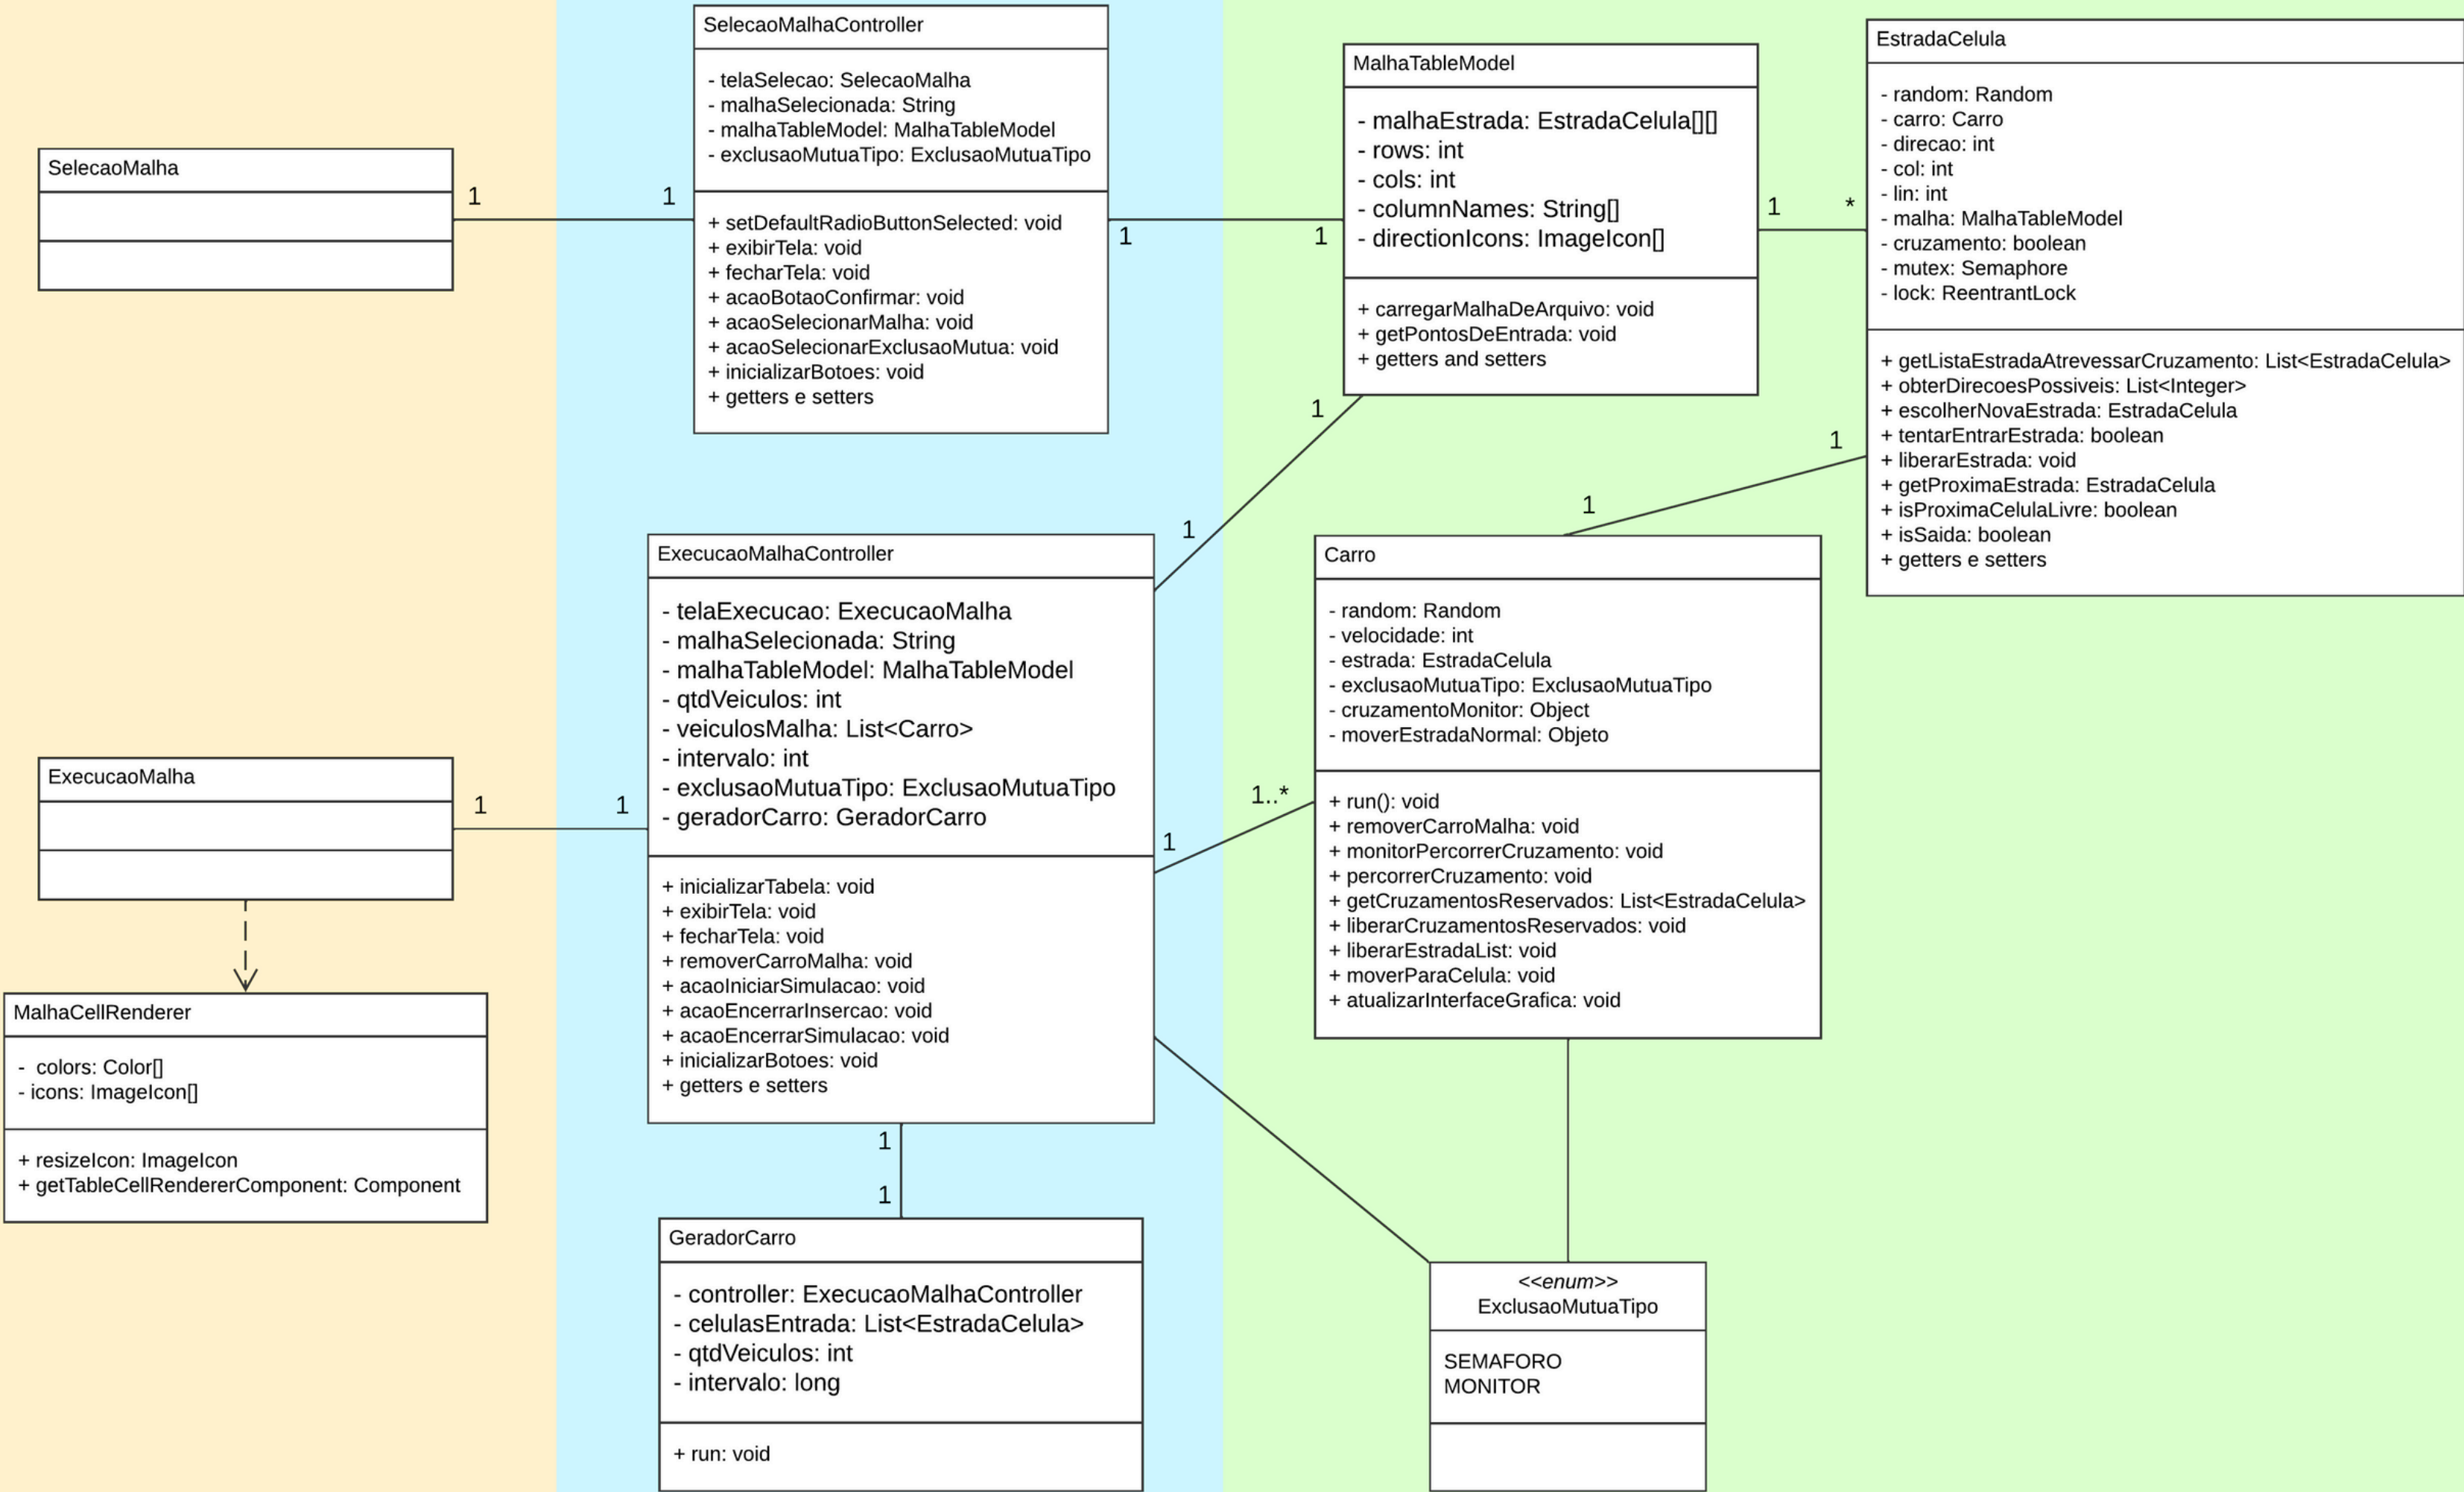 SelecaoMalha
1
1
SelecaoMalhaController
- telaSelecao: SelecaoMalha
- malhaSelecionada: String
- malhaTableModel: MalhaTableModel
- exclusaoMutuaTipo: ExclusaoMutuaTipo
+ setDefaultRadioButtonSelected: void
+ exibirTela: void
+ fecharTela: void
+ acaoBotaoConfirmar: void
+ acaoSelecionarMalha: void
+ acaoSelecionarExclusaoMutua: void
+ inicializarBotoes: void
+ getters e setters
1
1
MalhaTableModel
- malhaEstrada: EstradaCelula[][]
- rows: int
- cols: int
- columnNames: String[]
- directionIcons: ImageIcon[]
+ carregarMalhaDeArquivo: void
+ getPontosDeEntrada: void
+ getters and setters
1
*
EstradaCelula
- random: Random
- carro: Carro
- direcao: int
- col: int
- lin: int
- malha: MalhaTableModel
- cruzamento: boolean
- mutex: Semaphore
- lock: ReentrantLock
+ getListaEstradaAtrevessarCruzamento: List<EstradaCelula>
+ obterDirecoesPossiveis: List<Integer>
+ escolherNovaEstrada: EstradaCelula
+ tentarEntrarEstrada: boolean
+ liberarEstrada: void
+ getProximaEstrada: EstradaCelula
+ isProximaCelulaLivre: boolean
+ isSaida: boolean
+ getters e setters
1
1
1
1
ExecucaoMalha
1
1
ExecucaoMalhaController
- telaExecucao: ExecucaoMalha
- malhaSelecionada: String
- malhaTableModel: MalhaTableModel
- qtdVeiculos: int
- veiculosMalha: List<Carro>
- intervalo: int
- exclusaoMutuaTipo: ExclusaoMutuaTipo
- geradorCarro: GeradorCarro
+ inicializarTabela: void
+ exibirTela: void
+ fecharTela: void
+ removerCarroMalha: void
+ acaoIniciarSimulacao: void
+ acaoEncerrarInsercao: void
+ acaoEncerrarSimulacao: void
+ inicializarBotoes: void
+ getters e setters
1
1..*
Carro
- random: Random
- velocidade: int
- estrada: EstradaCelula
- exclusaoMutuaTipo: ExclusaoMutuaTipo
- cruzamentoMonitor: Object
- moverEstradaNormal: Objeto
+ run(): void
+ removerCarroMalha: void
+ monitorPercorrerCruzamento: void
+ percorrerCruzamento: void
+ getCruzamentosReservados: List<EstradaCelula>
+ liberarCruzamentosReservados: void
+ liberarEstradaList: void
+ moverParaCelula: void
+ atualizarInterfaceGrafica: void
MalhaCellRenderer
- colors: Color[]
- icons: ImageIcon[]
+ resizeIcon: ImageIcon
+ getTableCellRendererComponent: Component
1
1
GeradorCarro
- controller: ExecucaoMalhaController
- celulasEntrada: List<EstradaCelula>
- qtdVeiculos: int
- intervalo: long
+ run: void
<<enum>>
ExclusaoMutuaTipo
SEMAFORO
MONITOR